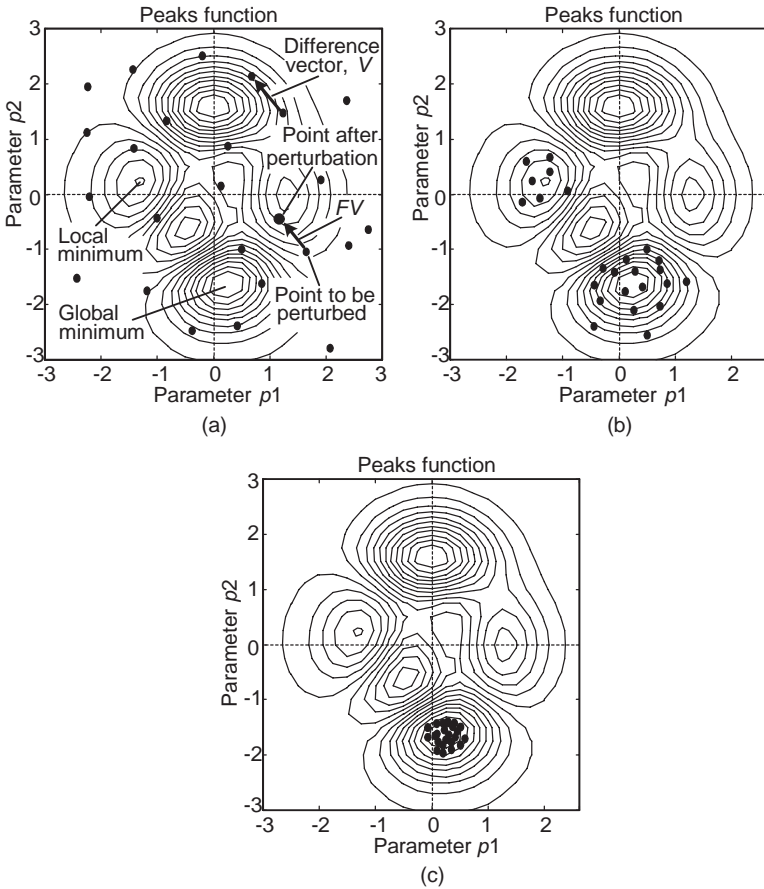 Peaks function
3
2
1
0
-1
-2
-3
Parameter p2
Difference
vector, V
Point after
perturbation
FV
Local
minimum
Global
minimum
Point to be
perturbed
-3 -2 -1 0 1 2 3
Parameter p1
(a)
Peaks function
3
2
1
0
-1
-2
-3
Parameter p2
-3 -2 -1 0 1 2
Parameter p1
(b)
Peaks function
3
2
1
0
-1
-2
-3
Parameter p2
-3 -2 -1 0 1 2
Parameter p1
(c)